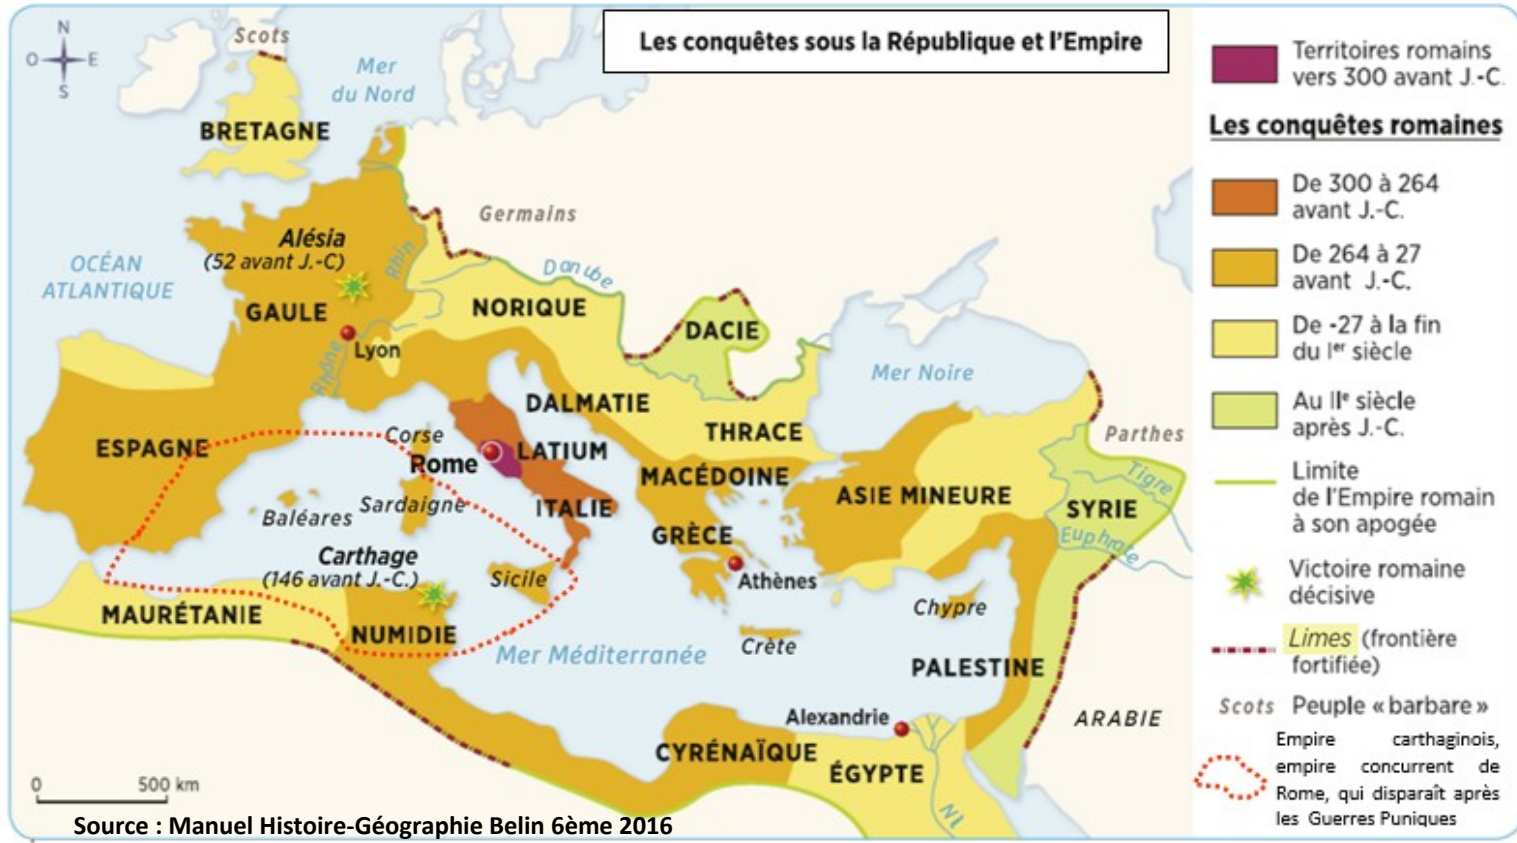 Les conquêtes sous la République et l'Empire
N
O
E
S
Scots
Mer
du Nord
BRETAGNE
Germains
Alésia
(52 avant J.-C)
Rhin
OCÉAN
ATLANTIQUE
Danube
GAULE
NORIQUE
DACIE
Lyon
Rhône
Mer Noire
DALMATIE
THRACE
Parthes
ESPAGNE
Corse
Rome
LATIUM
MACÉDOINE
Tigre
ASIE MINEURE
SYRIE
Baléares
Sardaigne
ITALIE
GRÈCE
Euphrate
Carthage
(146 avant J.-C.)
Sicile
Athènes
Chypre
MAURÉTANIE
NUMIDIE
Crète
Mer Méditerranée
PALESTINE
Alexandrie
ARABIE
CYRÉNAÏQUE
ÉGYPTE
Nil
0
500 km
Source : Manuel Histoire-Géographie Belin 6ème 2016
Territoires romains
vers 300 avant J.-C.
Les conquêtes romaines
De 300 à 264
avant J.-C.
De 264 à 27
avant J.-C.
De -27 à la fin
du Ier siècle
Au IIe siècle
après J.-C.
Limite
de l'Empire romain
à son apogée
Victoire romaine
décisive
Limes (frontière
fortifiée)
Scots Peuple « barbare »
Empire carthaginois,
empire concurrent de
Rome, qui disparaît après
les Guerres Puniques